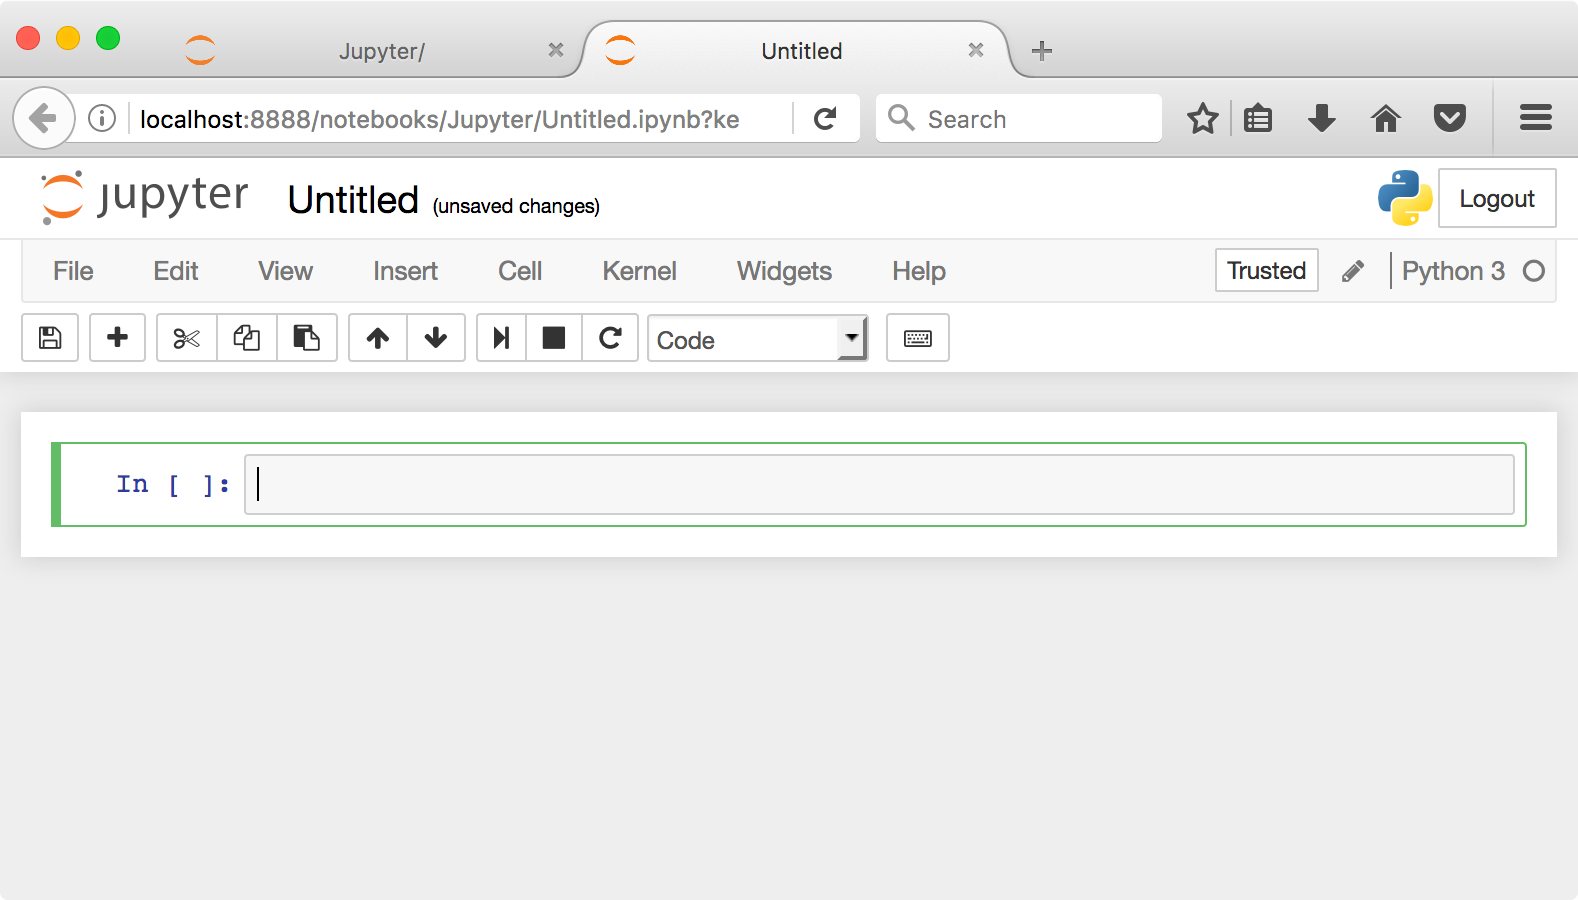 Jupyter/
Untitled
localhost:8888/notebooks/Jupyter/Untitled.ipynb?ke
Search
jupyter
Untitled (unsaved changes)
Logout
File Edit View Insert Cell Kernel Widgets Help Trusted Python 3
Code
In [ ]: